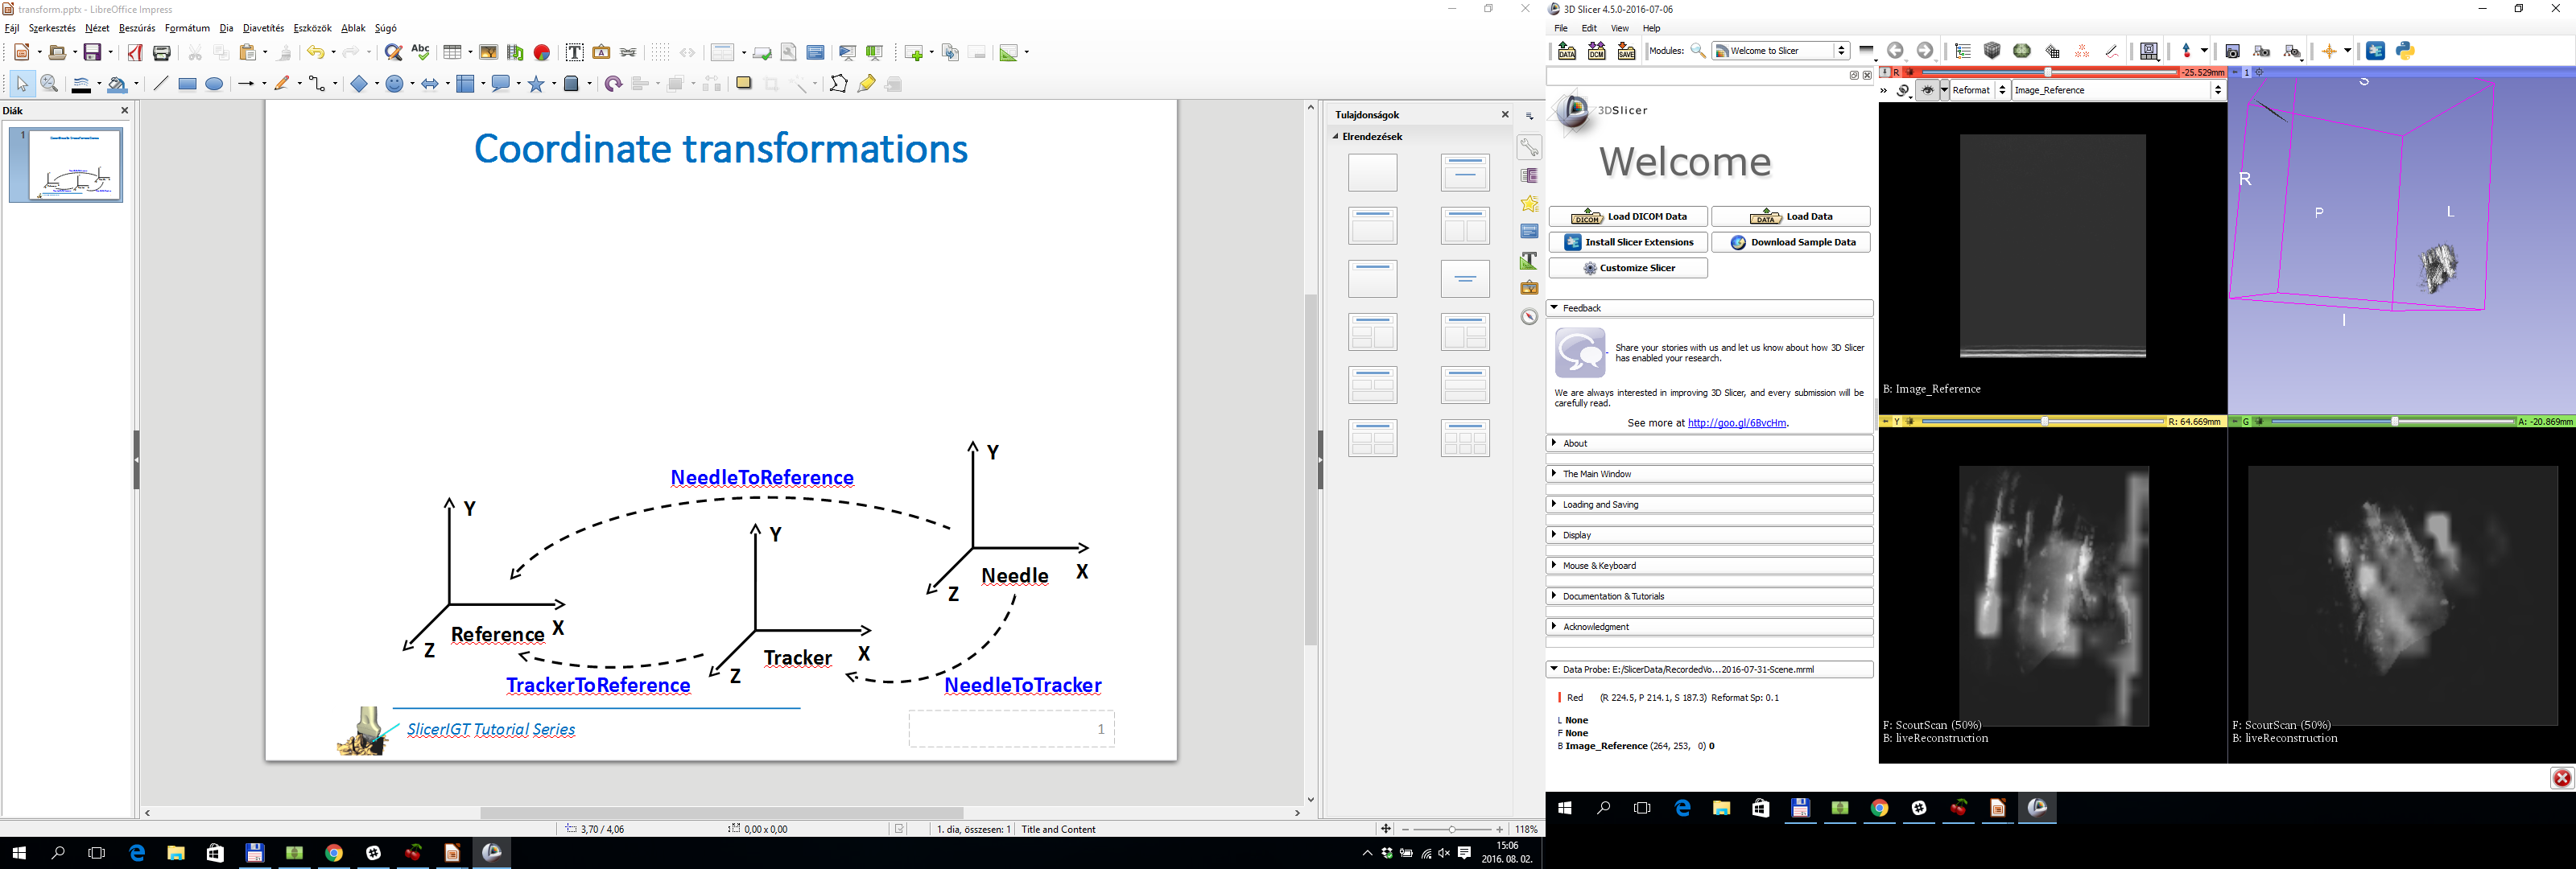 transform.pptx - LibreOffice Impress
Fájl Szerkesztés Nézet Beszúrás Formátum Dia Diavetítés Eszközök Ablak Súgó
Abc
Diák
1
Coordinate transformations
Y
NeedleToReference
Y
Y
Needle
X
Z
Reference
X
Z
Tracker
X
Z
TrackerToReference
NeedleToTracker
SlicerIGT Tutorial Series
1
Tulajdonságok
Elrendezések
3,70 / 4,06
0,00 x 0,00
1. dia, összesen: 1
Title and Content
118%
15:06
2016. 08. 02.
3D Slicer 4.5.0-2016-07-06
File Edit View Help
DATA DCM SAVE Modules: Welcome to Slicer
3DSlicer
Welcome
DICOM Load DICOM Data
DATA Load Data
Install Slicer Extensions
Download Sample Data
Customize Slicer
Feedback
Share your stories with us and let us know about how 3D Slicer
has enabled your research.
We are always interested in improving 3D Slicer, and every submission will be
carefully read.
See more at http://goo.gl/6BvcHm.
About
The Main Window
Loading and Saving
Display
Mouse & Keyboard
Documentation & Tutorials
Acknowledgment
Data Probe: E:/SlicerData/RecordedVo...2016-07-31-Scene.mrml
Red (R 224.5, P 214.1, S 187.3) Reformat Sp: 0.1
L None
F None
B Image_Reference (264, 253, 0) 0
R
-25.529mm
Reformat
Image_Reference
B: Image_Reference
1
S
R
P
L
I
Y
R: 64.669mm
F: ScoutScan (50%)
B: liveReconstruction
G
A: -20.869mm
F: ScoutScan (50%)
B: liveReconstruction